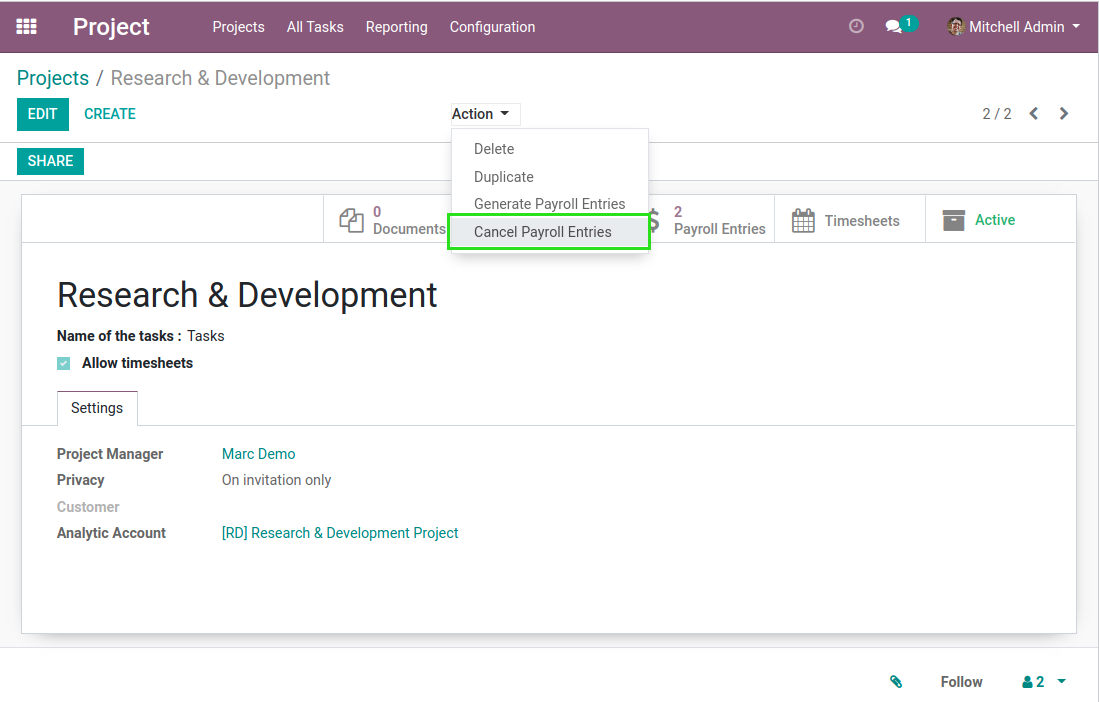 Project Projects All Tasks Reporting Configuration 1 Mitchell Admin
Projects / Research & Development
EDIT CREATE Action 2 / 2
SHARE
Delete
Duplicate
Generate Payroll Entries
Cancel Payroll Entries
0 Documents
2 Payroll Entries
Timesheets
Active
Research & Development
Name of the tasks : Tasks
Allow timesheets
Settings
Project Manager Marc Demo
Privacy On invitation only
Customer
Analytic Account [RD] Research & Development Project
Follow 2